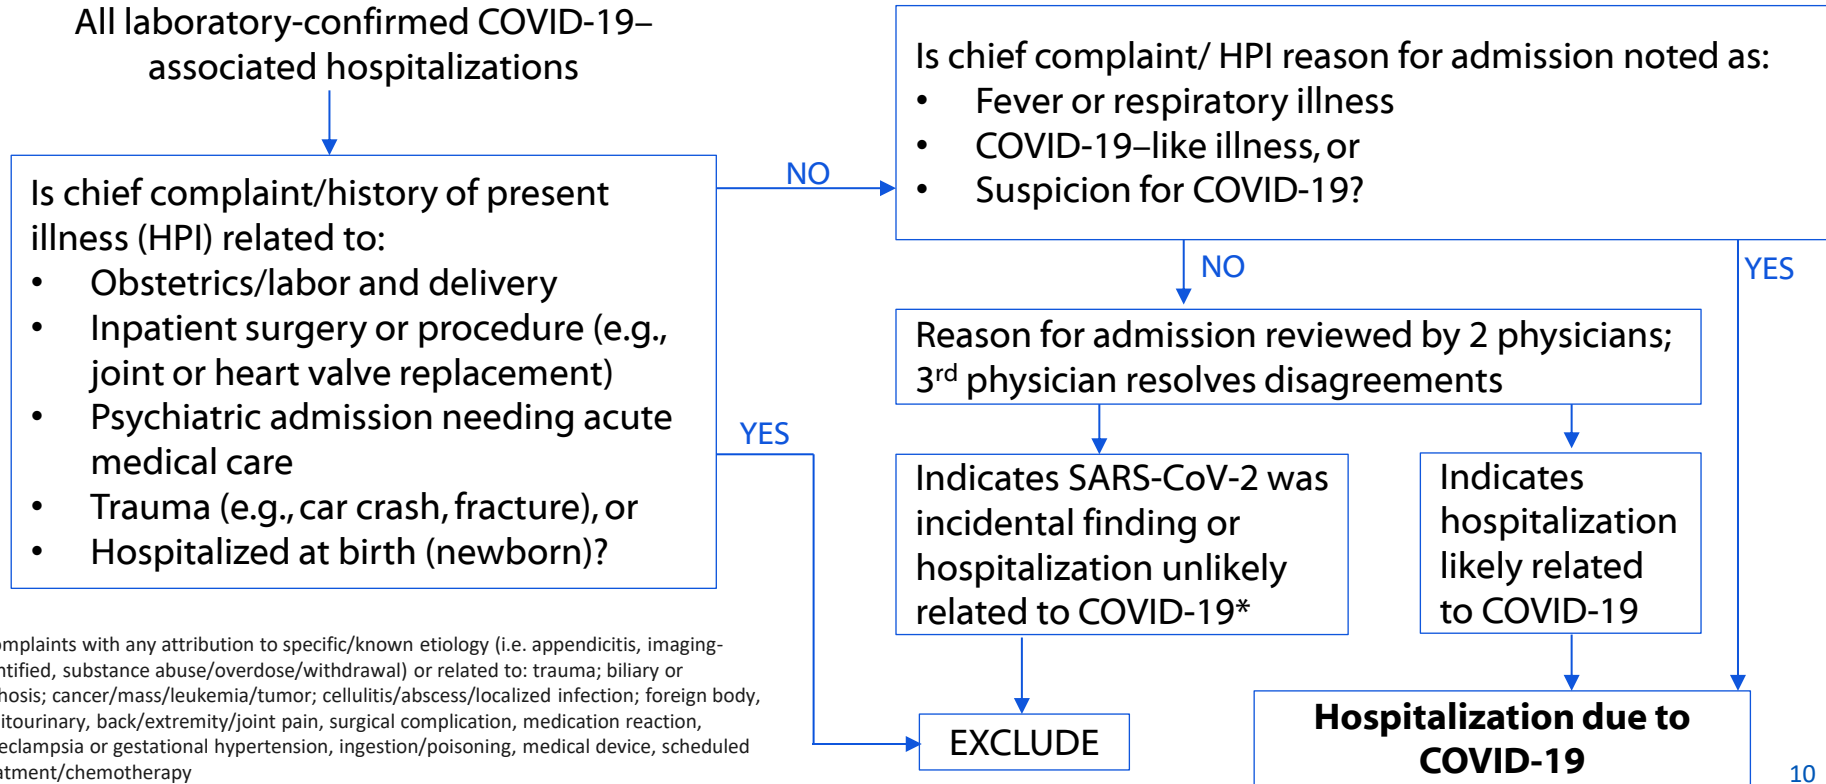 All laboratory-confirmed COVID-19–
associated hospitalizations
Is chief complaint/history of present
illness (HPI) related to:
• Obstetrics/labor and delivery
• Inpatient surgery or procedure (e.g.,
joint or heart valve replacement)
• Psychiatric admission needing acute
medical care
• Trauma (e.g., car crash, fracture), or
• Hospitalized at birth (newborn)?
NO
YES
Is chief complaint/ HPI reason for admission noted as:
• Fever or respiratory illness
• COVID-19–like illness, or
• Suspicion for COVID-19?
NO
YES
Reason for admission reviewed by 2 physicians;
3rd physician resolves disagreements
Indicates SARS-CoV-2 was
incidental finding or
hospitalization unlikely
related to COVID-19*
Indicates
hospitalization
likely related
to COVID-19
EXCLUDE
Hospitalization due to
COVID-19
with any attribution to specific/known etiology (i.e. appendicitis, imaging-
substance abuse/overdose/withdrawal) or related to: trauma; biliary or
cancer/mass/leukemia/tumor; cellulitis/abscess/localized infection; foreign body,
back/extremity/joint pain, surgical complication, medication reaction,
or gestational hypertension, ingestion/poisoning, medical device, scheduled
10